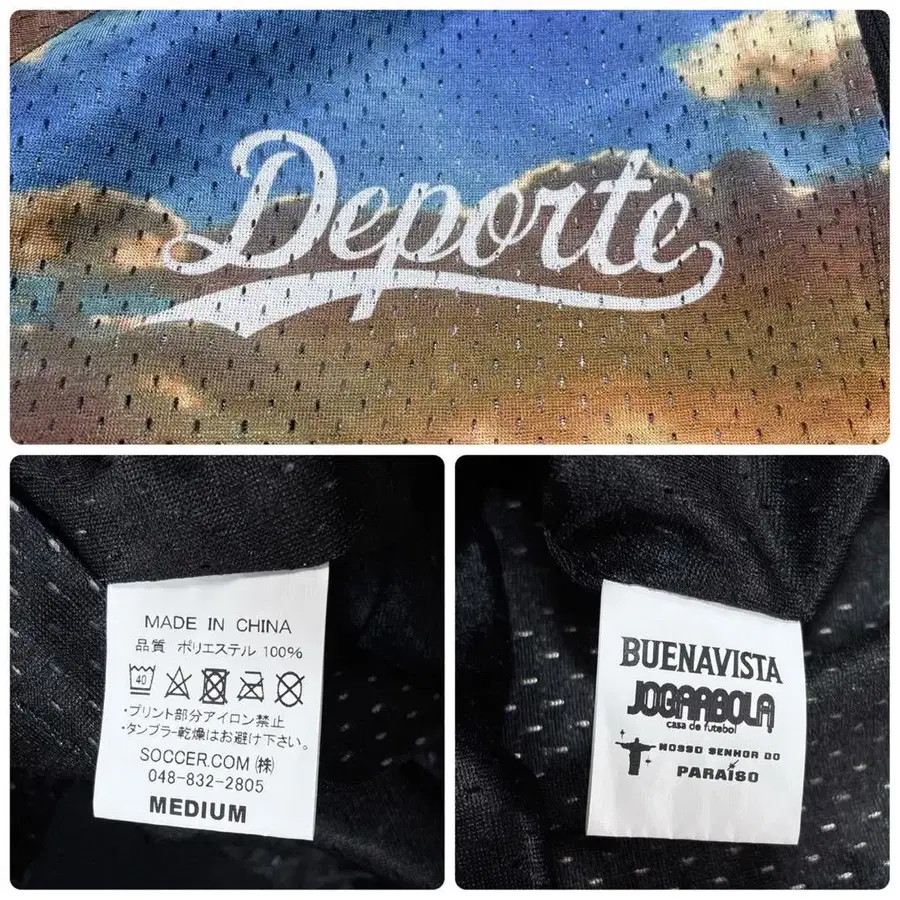 Deporte
MADE IN CHINA
品質 ポリエステル 100%
40
・プリント部分アイロン禁止
・タンブラー乾燥はお避け下さい。
SOCCER.COM (株)
048-832-2805
MEDIUM
BUENAVISTA
JOGARBOLA
casa de futebol
NOSSO SENHOR DO
PARAÍSO